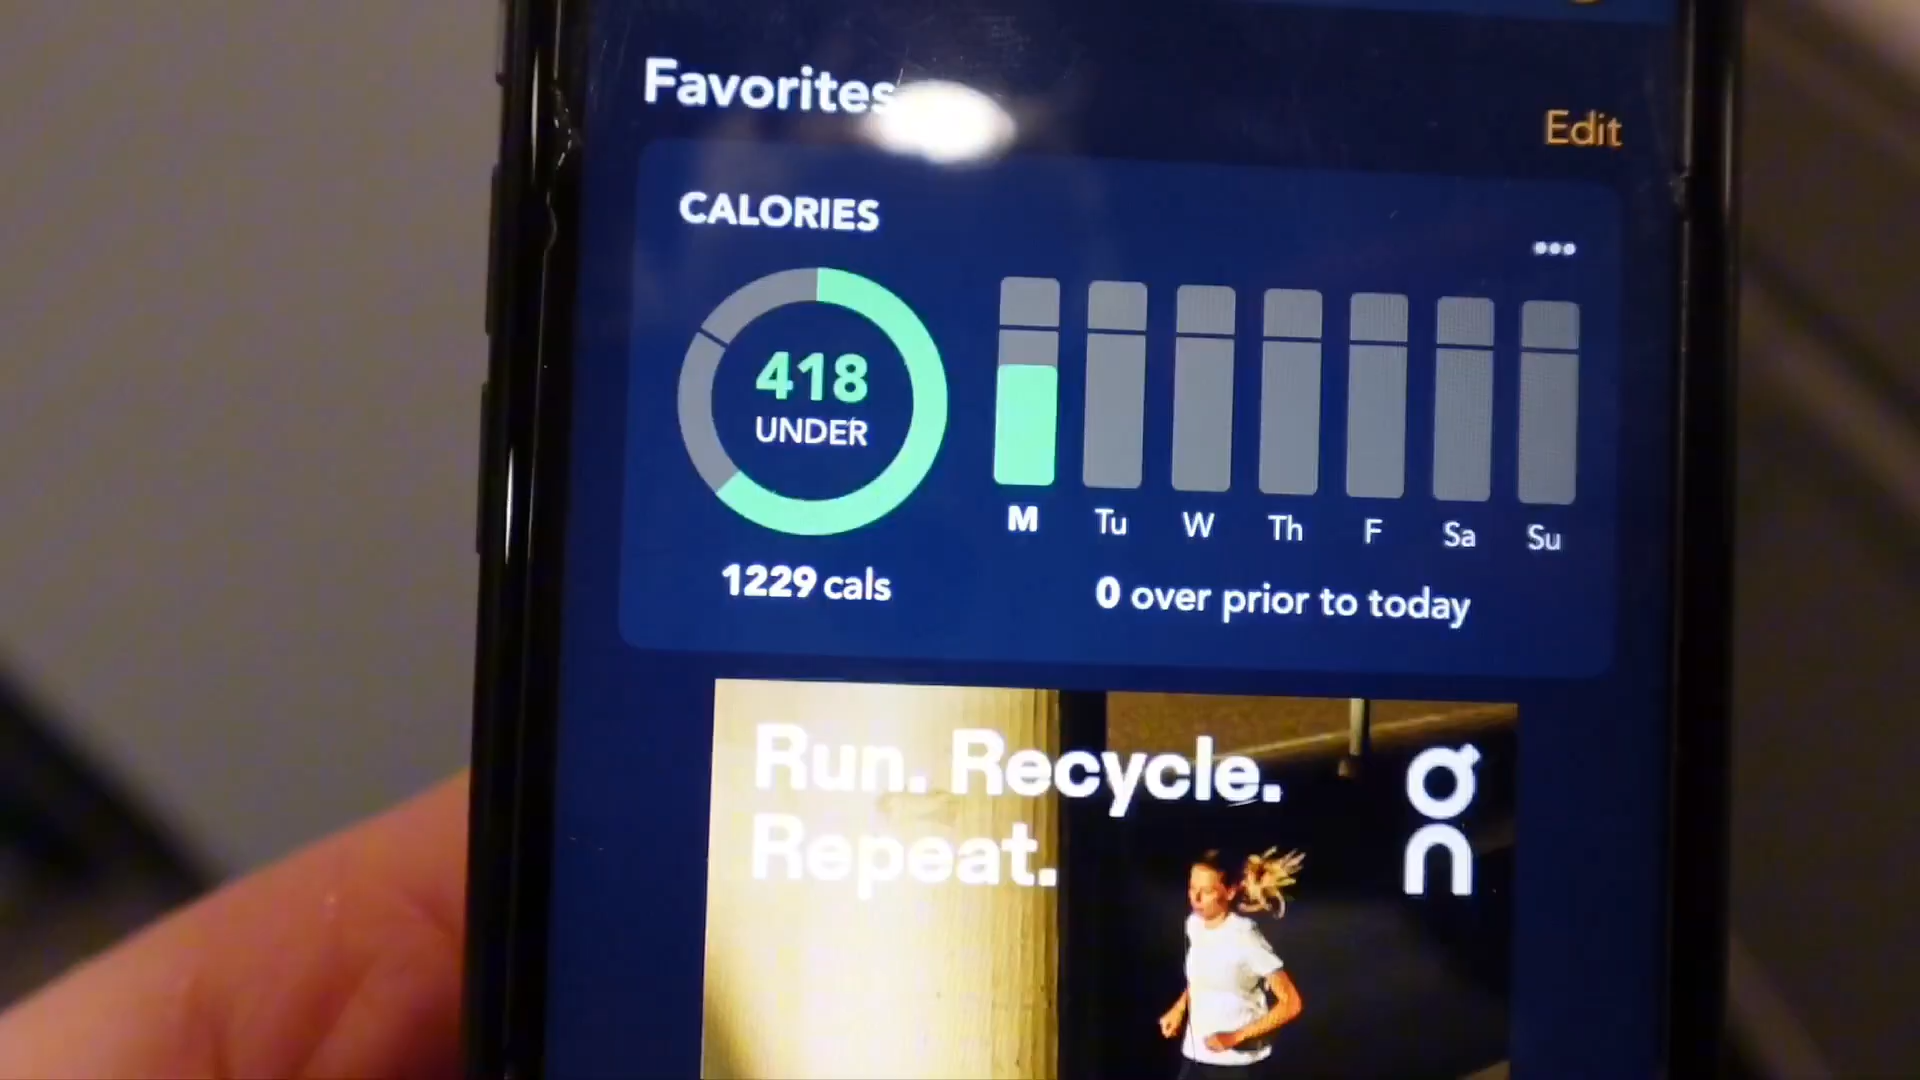 Favorites
Edit
CALORIES
418
UNDER
M Tu W Th F Sa Su
1229 cals
0 over prior to today
Run. Recycle.
Repeat.
on